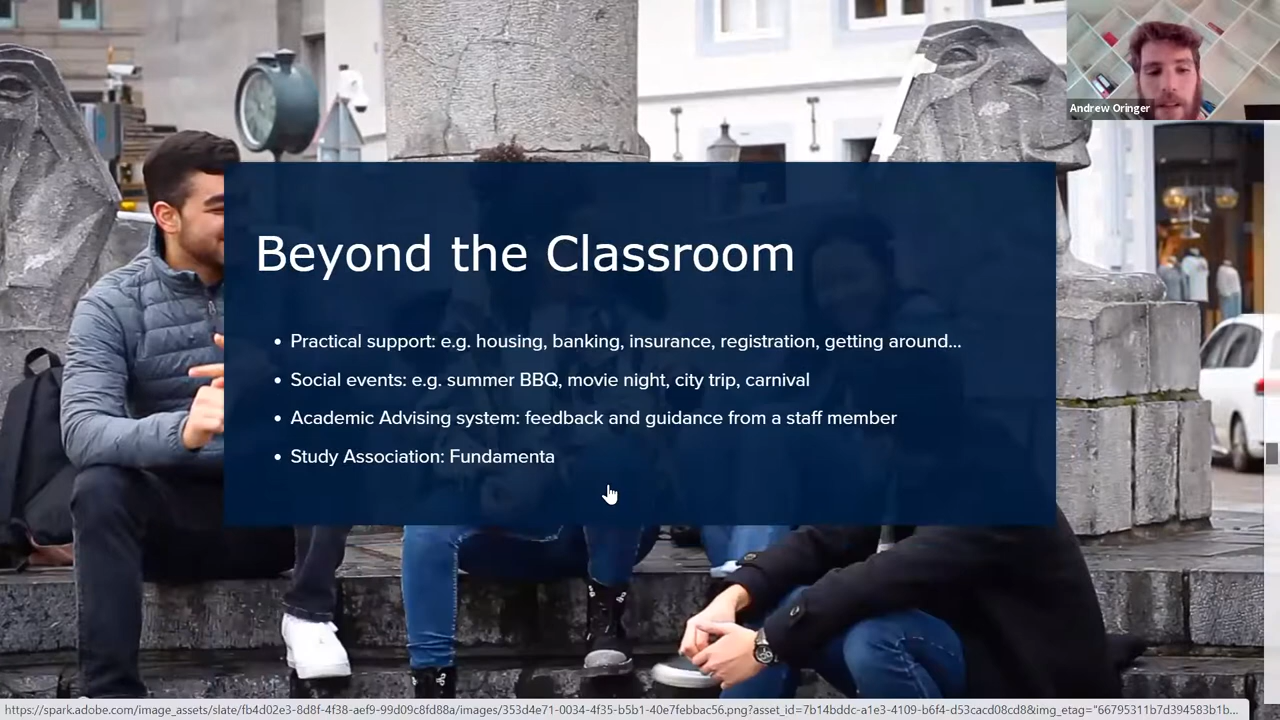 Andrew Oringer
Beyond the Classroom
• Practical support: e.g. housing, banking, insurance, registration, getting around...
• Social events: e.g. summer BBQ, movie night, city trip, carnival
• Academic Advising system: feedback and guidance from a staff member
• Study Association: Fundamenta
https://spark.adobe.com/image_assets/slate/fb4d02e3-8d8f-4f38-aef9-99d09c8fd88a/images/353d4e71-0034-4f35-b5b1-40e7febbac56.png?asset_id=7b14bddc-a1e3-4109-b6f4-d53cacd08cd8&img_etag="66795311b7d394583b1b...